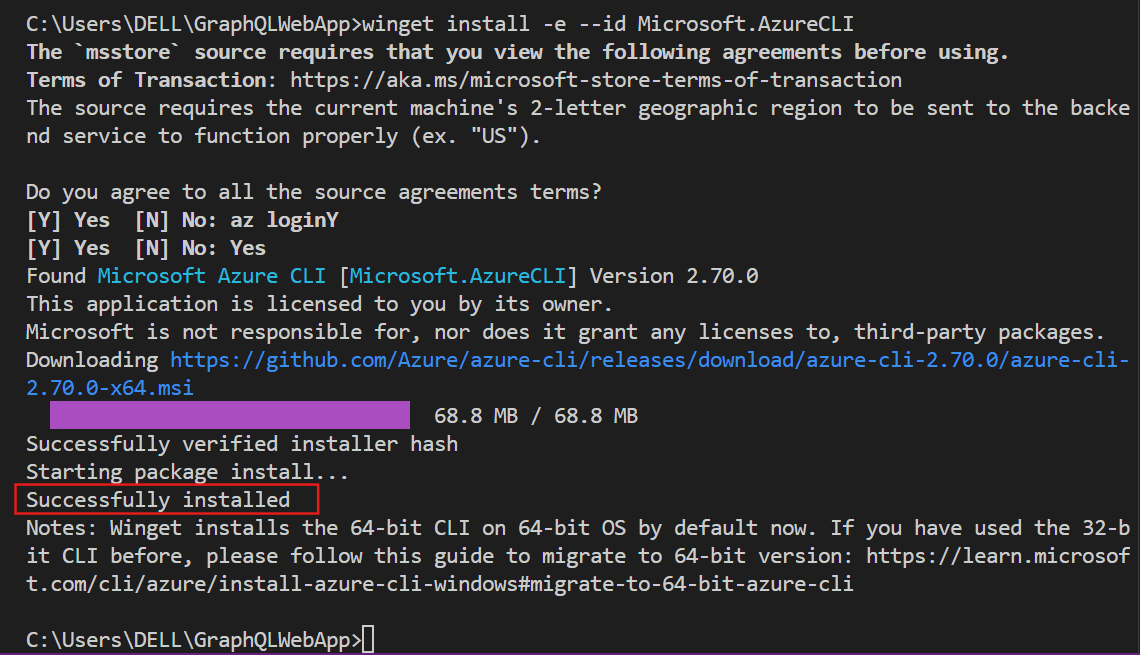 C:\Users\DELL\GraphQLWebApp>winget install -e --id Microsoft.AzureCLI
The `msstore` source requires that you view the following agreements before using.
Terms of Transaction: https://aka.ms/microsoft-store-terms-of-transaction
The source requires the current machine's 2-letter geographic region to be sent to the backe
nd service to function properly (ex. "US").
Do you agree to all the source agreements terms?
[Y] Yes  [N] No: az loginY
[Y] Yes  [N] No: Yes
Found Microsoft Azure CLI [Microsoft.AzureCLI] Version 2.70.0
This application is licensed to you by its owner.
Microsoft is not responsible for, nor does it grant any licenses to, third-party packages.
Downloading https://github.com/Azure/azure-cli/releases/download/azure-cli-2.70.0/azure-cli-
2.70.0-x64.msi
68.8 MB / 68.8 MB
Successfully verified installer hash
Starting package install...
Successfully installed
Notes: Winget installs the 64-bit CLI on 64-bit OS by default now. If you have used the 32-b
it CLI before, please follow this guide to migrate to 64-bit version: https://learn.microsof
t.com/cli/azure/install-azure-cli-windows#migrate-to-64-bit-azure-cli
C:\Users\DELL\GraphQLWebApp>